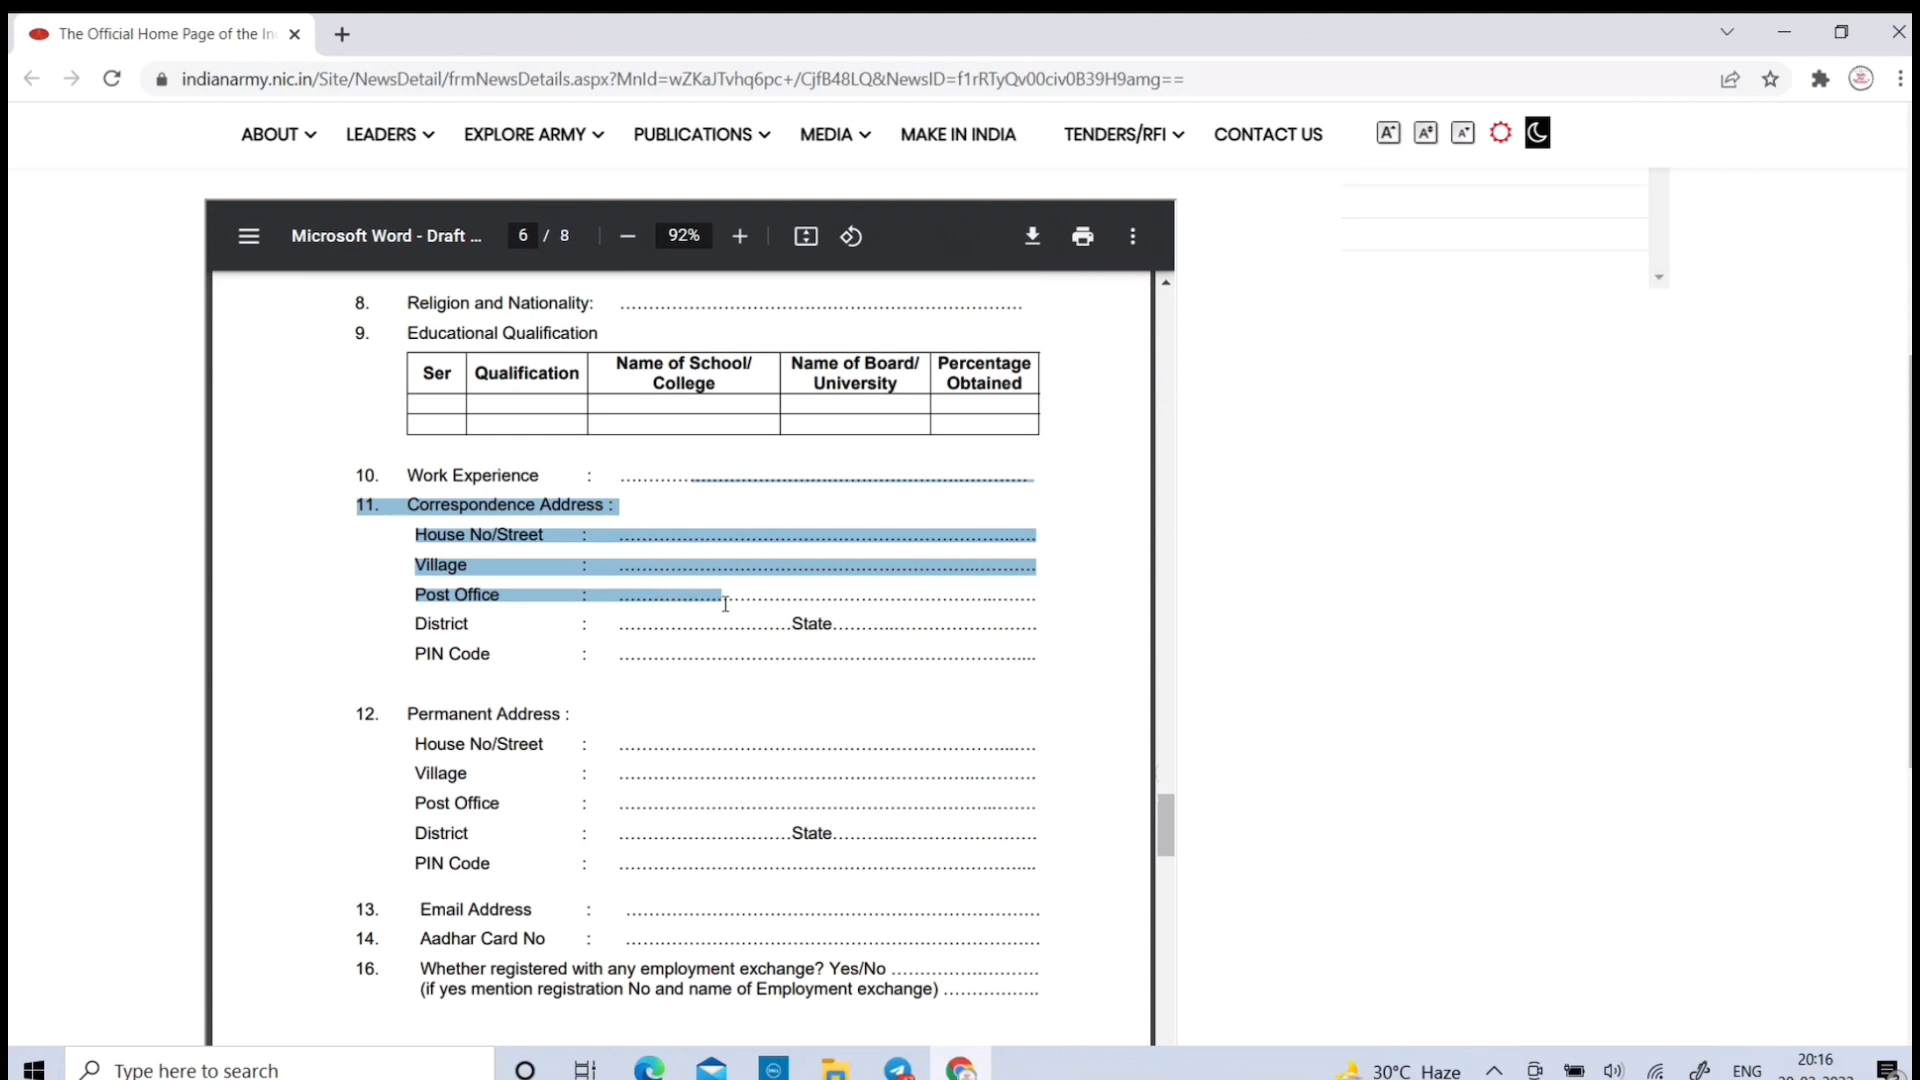 The Official Home Page of the In
indianarmy.nic.in/Site/NewsDetail/frmNewsDetails.aspx?MnId=wZKaJTvhq6pc+/CjfB48LQ&NewsID=f1rRTyQv00civ0B39H9amg==
ABOUT LEADERS EXPLORE ARMY PUBLICATIONS MEDIA MAKE IN INDIA TENDERS/RFI CONTACT US A A A
Microsoft Word - Draft ... 6 / 8 92%
8. Religion and Nationality: ......................................................................
9. Educational Qualification
Ser Qualification Name of School/ College Name of Board/ University Percentage Obtained
10. Work Experience : ......................................................................
11. Correspondence Address :
House No/Street : ......................................................................
Village : ......................................................................
Post Office : ......................................................................
District : ..............................State...................................
PIN Code : ......................................................................
12. Permanent Address :
House No/Street : ......................................................................
Village : ......................................................................
Post Office : ......................................................................
District : ..............................State...................................
PIN Code : ......................................................................
13. Email Address : ......................................................................
14. Aadhar Card No : ......................................................................
16. Whether registered with any employment exchange? Yes/No ..........................
(if yes mention registration No and name of Employment exchange) .................
Type here to search 30°C Haze ENG 20:16